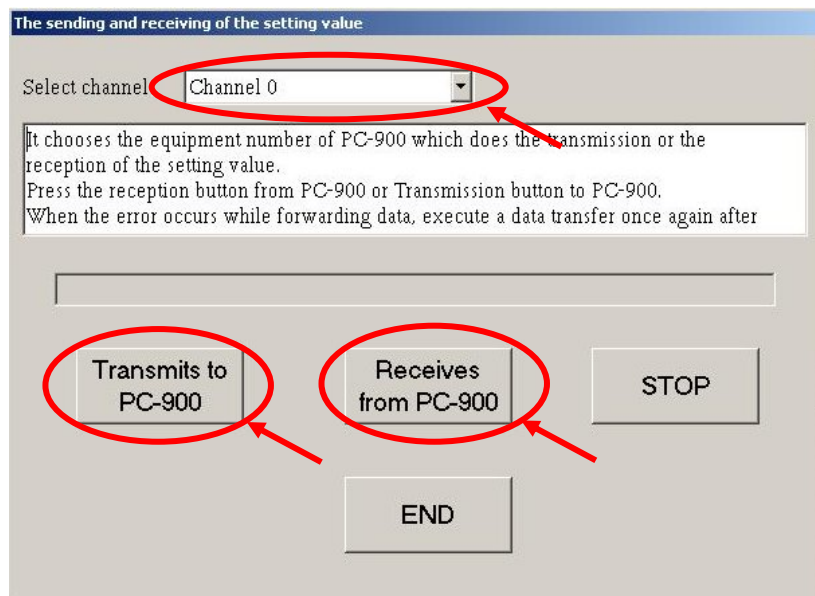 The sending and receiving of the setting value
Select channel Channel 0
It chooses the equipment number of PC-900 which does the transmission or the
reception of the setting value.
Press the reception button from PC-900 or Transmission button to PC-900.
When the error occurs while forwarding data, execute a data transfer once again after
Transmits to
PC-900
Receives
from PC-900
STOP
END